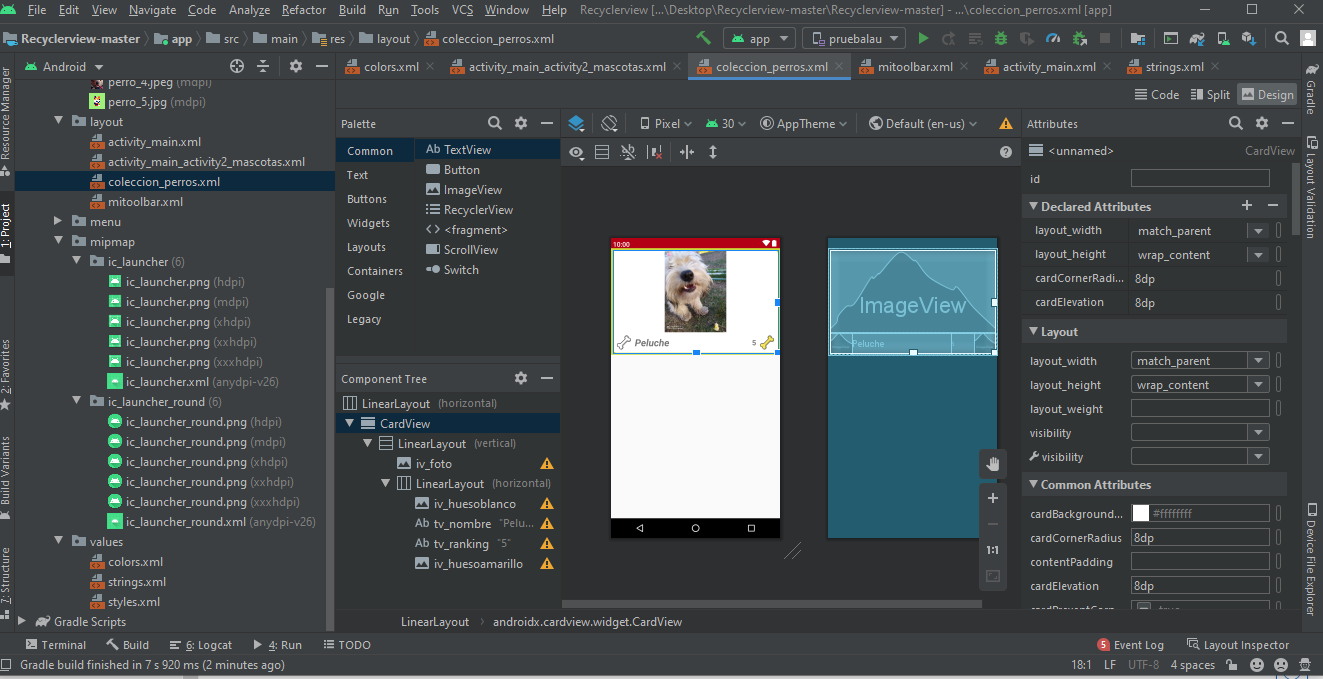 File Edit View Navigate Code Analyze Refactor Build Run Tools VCS Window Help Recyclerview [...\Desktop\Recyclerview-master\Recyclerview-master] - ...\coleccion_perros.xml [app]
Recyclerview-master app src main res layout coleccion_perros.xml app pruebalau
Android colors.xml activity_main_activity2_mascotas.xml coleccion_perros.xml mitoolbar.xml activity_main.xml strings.xml
Code Split Design
Resource Manager
1: Project
2: Favorites
Build Variants
7: Structure
perro_4.jpeg (mdpi)
perro_5.jpg (mdpi)
layout
activity_main.xml
activity_main_activity2_mascotas.xml
coleccion_perros.xml
mitoolbar.xml
menu
mipmap
ic_launcher (6)
ic_launcher.png (hdpi)
ic_launcher.png (mdpi)
ic_launcher.png (xhdpi)
ic_launcher.png (xxhdpi)
ic_launcher.png (xxxhdpi)
ic_launcher.xml (anydpi-v26)
ic_launcher_round (6)
ic_launcher_round.png (hdpi)
ic_launcher_round.png (mdpi)
ic_launcher_round.png (xhdpi)
ic_launcher_round.png (xxhdpi)
ic_launcher_round.png (xxxhdpi)
ic_launcher_round.xml (anydpi-v26)
values
colors.xml
strings.xml
styles.xml
Gradle Scripts
Palette
Common
Text
Buttons
Widgets
Layouts
Containers
Google
Legacy
Ab TextView
Button
ImageView
RecyclerView
<fragment>
ScrollView
Switch
Component Tree
LinearLayout (horizontal)
CardView
LinearLayout (vertical)
iv_foto
LinearLayout (horizontal)
iv_huesoblanco
Ab tv_nombre "Pelu...
Ab tv_ranking "5"
iv_huesoamarillo
Pixel 30 AppTheme Default (en-us)
10:00
Peluche 5
ImageView
Peluche
1:1
LinearLayout androidx.cardview.widget.CardView
Attributes
<unnamed> CardView
id
Declared Attributes
layout_width match_parent
layout_height wrap_content
cardCornerRadi... 8dp
cardElevation 8dp
Layout
layout_width match_parent
layout_height wrap_content
layout_weight
visibility
visibility
Common Attributes
cardBackground... #ffffffff
cardCornerRadius 8dp
contentPadding
cardElevation 8dp
Gradle
Layout Validation
Device File Explorer
Terminal Build 6: Logcat 4: Run TODO 5 Event Log Layout Inspector
Gradle build finished in 7 s 920 ms (2 minutes ago) 18:1 LF UTF-8 4 spaces